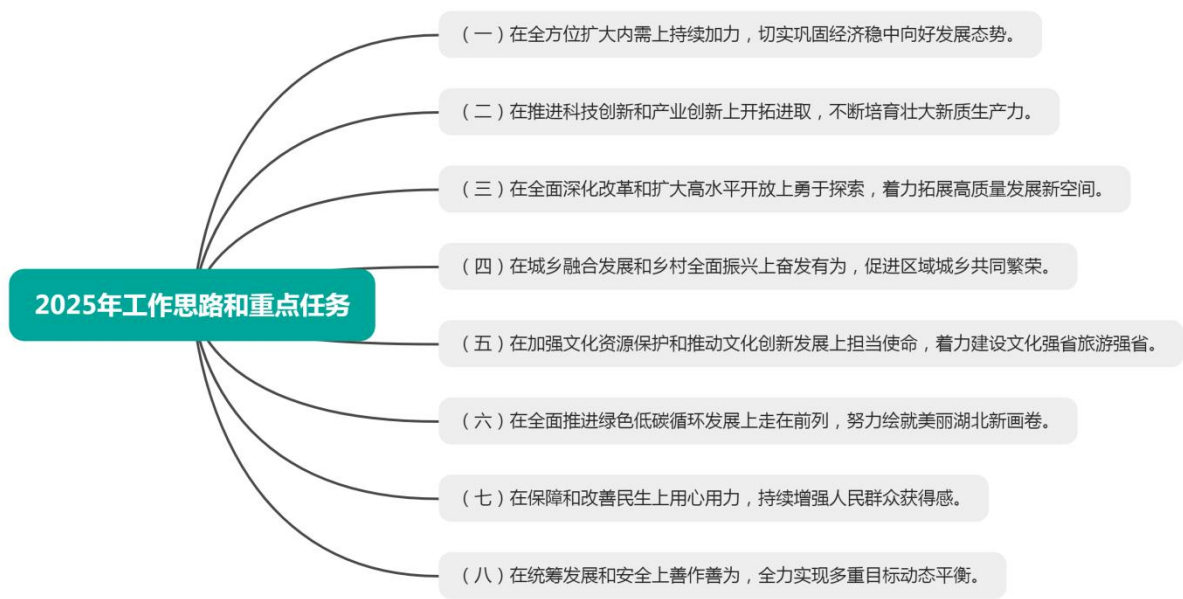 2025年工作思路和重点任务
（一）在全方位扩大内需上持续加力，切实巩固经济稳中向好发展态势。
（二）在推进科技创新和产业创新上开拓进取，不断培育壮大新质生产力。
（三）在全面深化改革和扩大高水平开放上勇于探索，着力拓展高质量发展新空间。
（四）在城乡融合发展和乡村全面振兴上奋发有为，促进区域城乡共同繁荣。
（五）在加强文化资源保护和推动文化创新发展上担当使命，着力建设文化强省旅游强省。
（六）在全面推进绿色低碳循环发展上走在前列，努力绘就美丽湖北新画卷。
（七）在保障和改善民生上用心用力，持续增强人民群众获得感。
（八）在统筹发展和安全上善作善为，全力实现多重目标动态平衡。